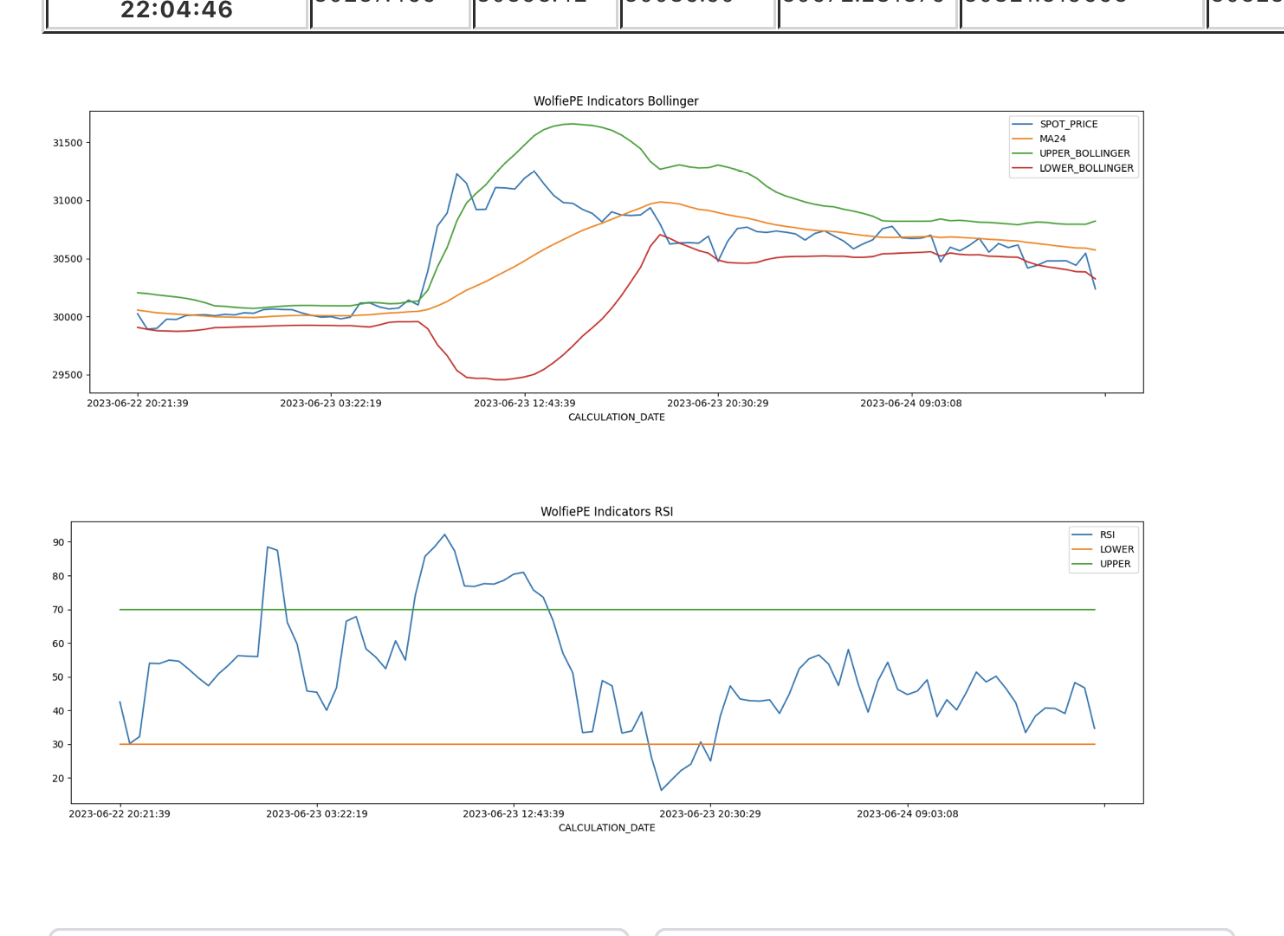 22:04:46
WolfiePE Indicators Bollinger
SPOT_PRICE
MA24
UPPER_BOLLINGER
LOWER_BOLLINGER
31500
31000
30500
30000
29500
2023-06-22 20:21:39 2023-06-23 03:22:19 2023-06-23 12:43:39 2023-06-23 20:30:29 2023-06-24 09:03:08
CALCULATION_DATE
WolfiePE Indicators RSI
RSI
LOWER
UPPER
90
80
70
60
50
40
30
20
2023-06-22 20:21:39 2023-06-23 03:22:19 2023-06-23 12:43:39 2023-06-23 20:30:29 2023-06-24 09:03:08
CALCULATION_DATE